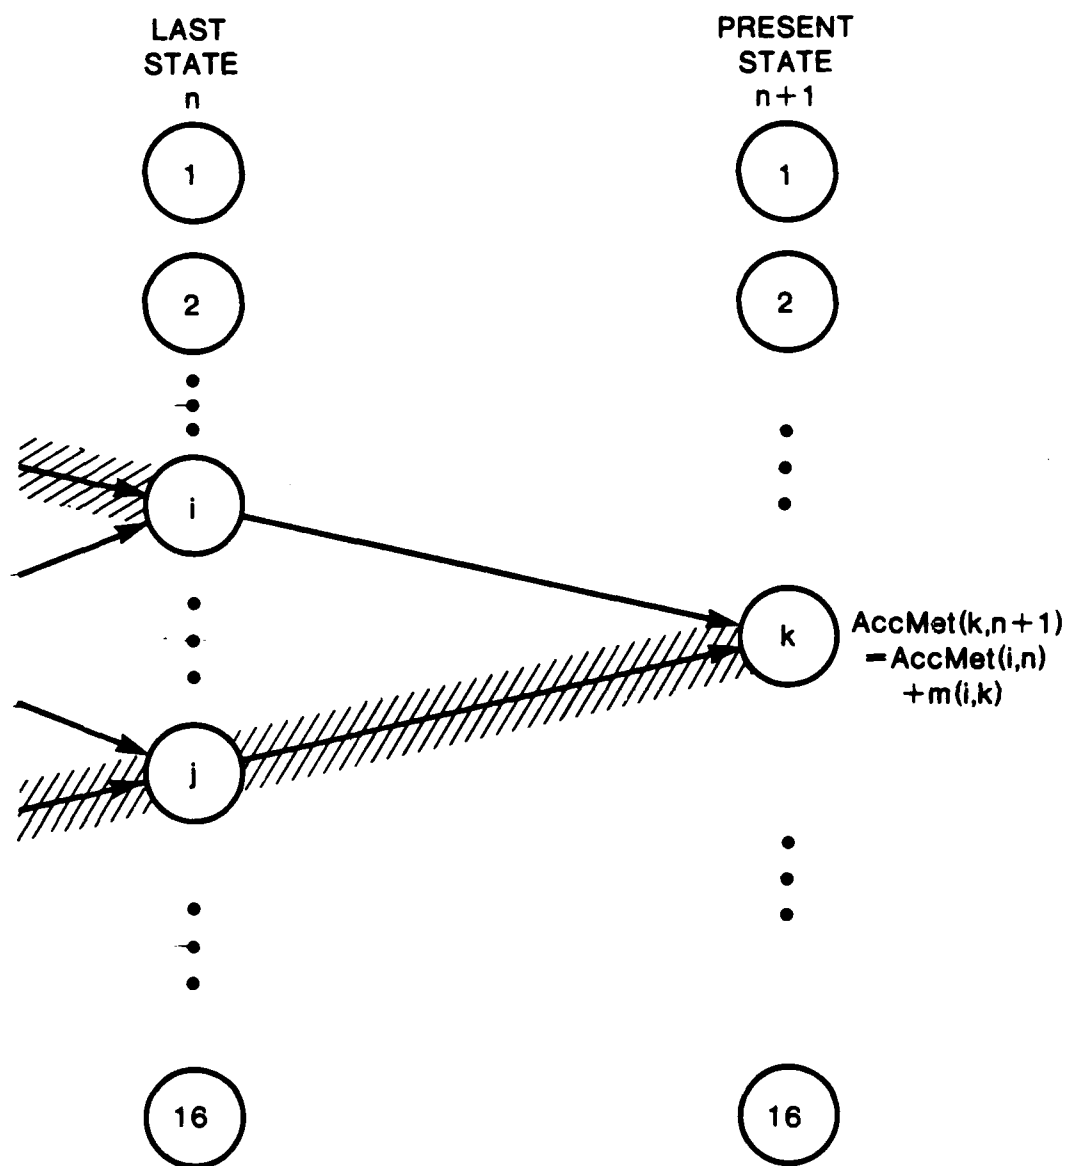 LAST
STATE
n
PRESENT
STATE
n+1
1
1
2
2
i
k
AccMet(k,n+1)
=AccMet(i,n)
+m(i,k)
j
16
16